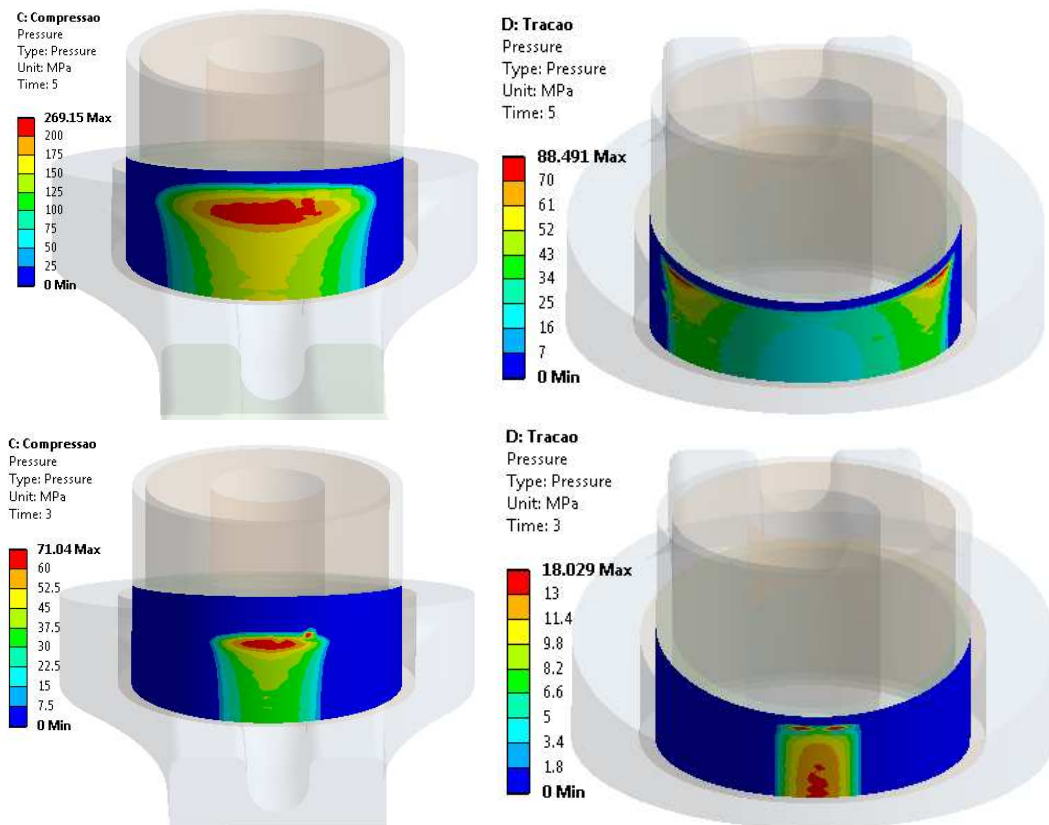 C: Compressao
Pressure
Type: Pressure
Unit: MPa
Time: 5
269.15 Max
200
175
150
125
100
75
50
25
0 Min
D: Tracao
Pressure
Type: Pressure
Unit: MPa
Time: 5
88.491 Max
70
61
52
43
34
25
16
7
0 Min
C: Compressao
Pressure
Type: Pressure
Unit: MPa
Time: 3
71.04 Max
60
52.5
45
37.5
30
22.5
15
7.5
0 Min
D: Tracao
Pressure
Type: Pressure
Unit: MPa
Time: 3
18.029 Max
13
11.4
9.8
8.2
6.6
5
3.4
1.8
0 Min